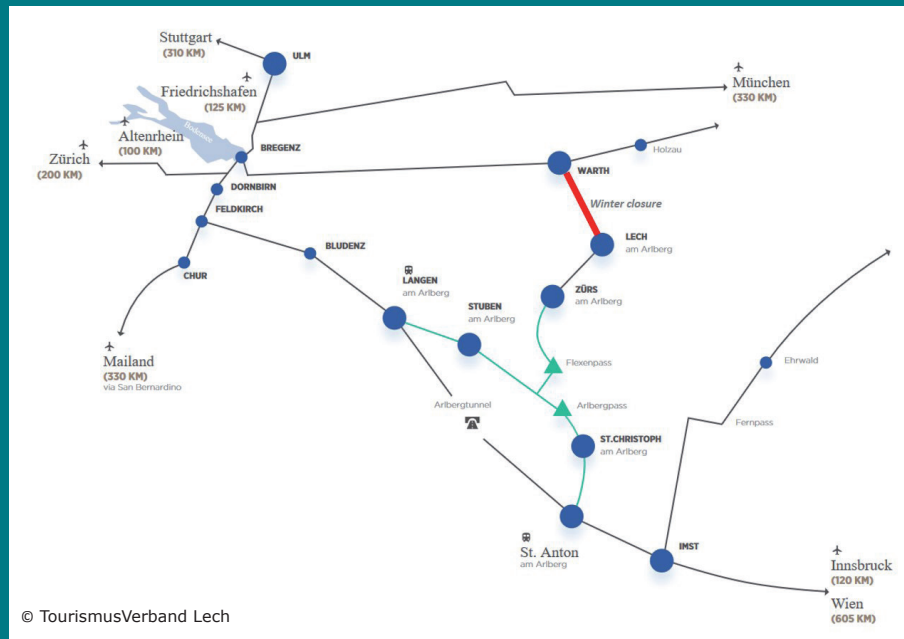 Stuttgart
(310 KM)
ULM
Friedrichshafen
(125 KM)
München
(330 KM)
Bodensee
Altenrhein
(100 KM)
Zürich
(200 KM)
BREGENZ
Holzau
WARTH
DORNBIRN
Winter closure
FELDKIRCH
LECH
am Arlberg
BLUDENZ
CHUR
LANGEN
am Arlberg
ZÜRS
am Arlberg
STUBEN
am Arlberg
Mailand
(330 KM)
via San Bernardino
Flexenpass
Ehrwald
Arlbergtunnel
Arlbergpass
Fernpass
ST.CHRISTOPH
am Arlberg
St. Anton
am Arlberg
IMST
Innsbruck
(120 KM)
Wien
(605 KM)
© TourismusVerband Lech